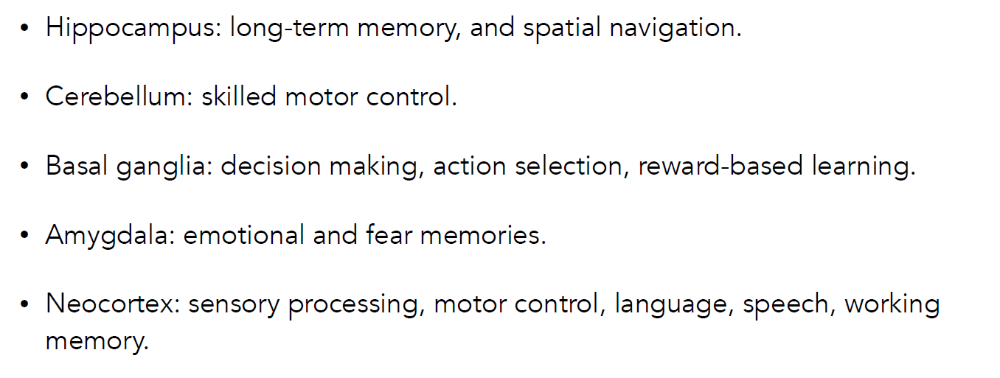 • Hippocampus: long-term memory, and spatial navigation.
• Cerebellum: skilled motor control.
• Basal ganglia: decision making, action selection, reward-based learning.
• Amygdala: emotional and fear memories.
• Neocortex: sensory processing, motor control, language, speech, working
memory.